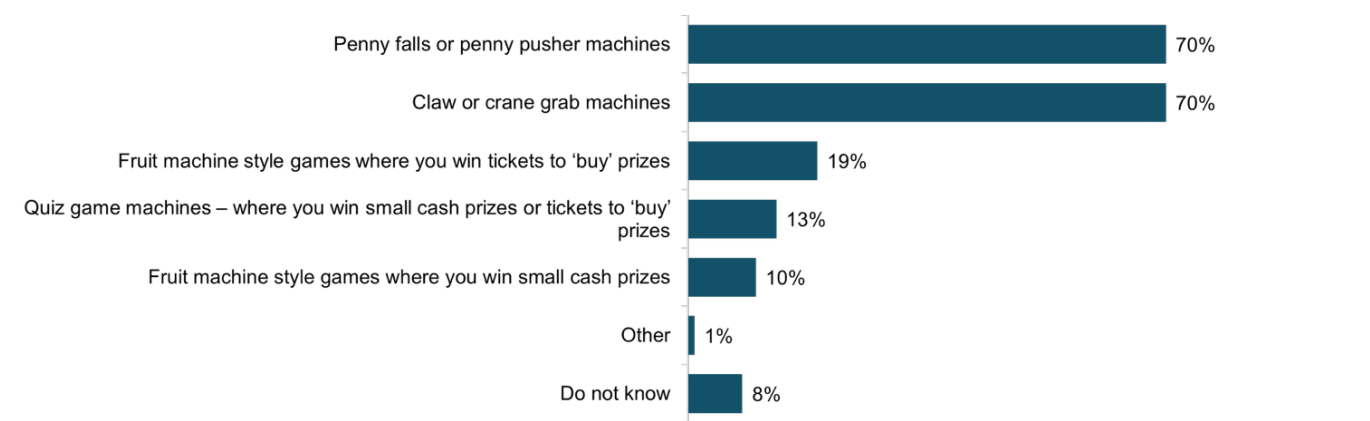 Penny falls or penny pusher machines 70%
Claw or crane grab machines 70%
Fruit machine style games where you win tickets to ‘buy’ prizes 19%
Quiz game machines – where you win small cash prizes or tickets to ‘buy’
prizes 13%
Fruit machine style games where you win small cash prizes 10%
Other 1%
Do not know 8%